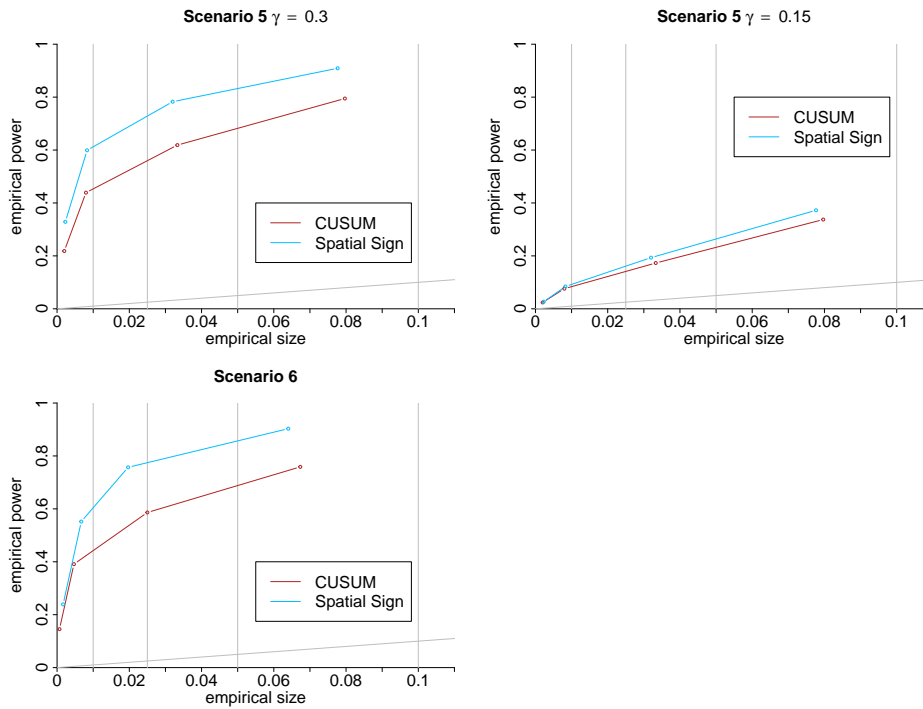 Scenario 5 γ = 0.3
empirical power
0 0.2 0.4 0.6 0.8 1
CUSUM
Spatial Sign
0 0.02 0.04 0.06 0.08 0.1
empirical size
Scenario 5 γ = 0.15
empirical power
0 0.2 0.4 0.6 0.8 1
CUSUM
Spatial Sign
0 0.02 0.04 0.06 0.08 0.1
empirical size
Scenario 6
empirical power
0 0.2 0.4 0.6 0.8 1
CUSUM
Spatial Sign
0 0.02 0.04 0.06 0.08 0.1
empirical size